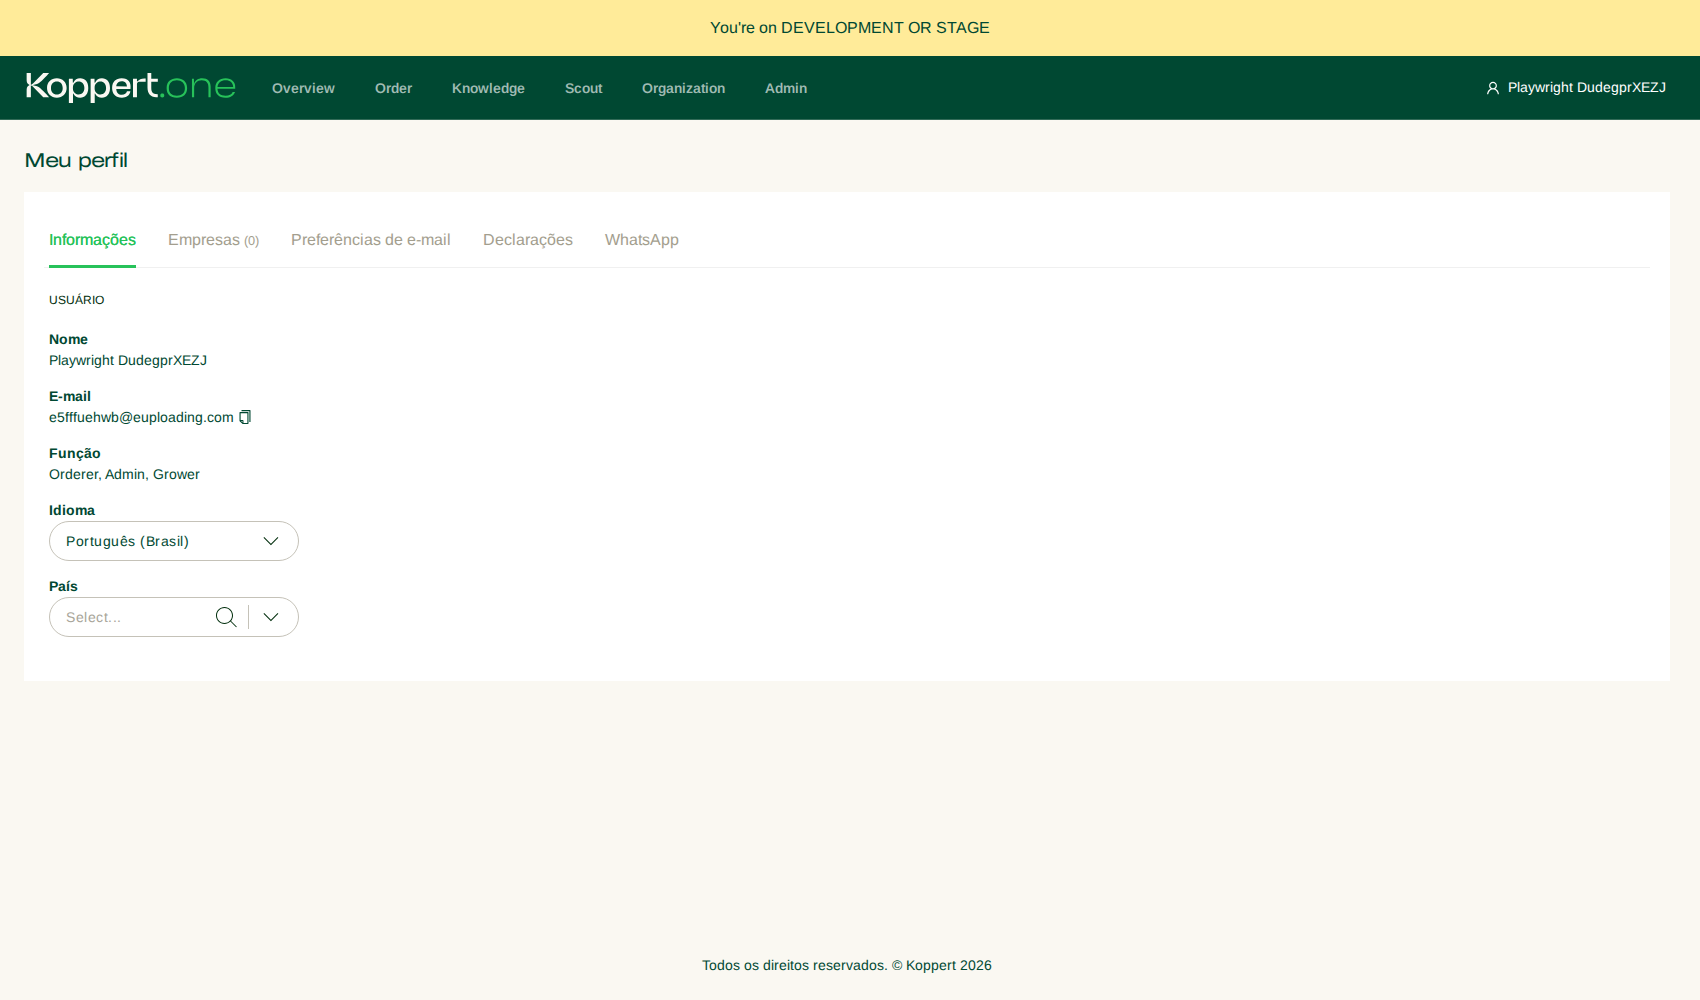 You're on DEVELOPMENT OR STAGE
Koppert.one Overview Order Knowledge Scout Organization Admin Playwright DudegprXEZJ
Meu perfil
Informações Empresas (0) Preferências de e-mail Declarações WhatsApp
USUÁRIO
Nome
Playwright DudegprXEZJ
E-mail
e5fffuehwb@euploading.com
Função
Orderer, Admin, Grower
Idioma
Português (Brasil)
País
Select...
Todos os direitos reservados. © Koppert 2026